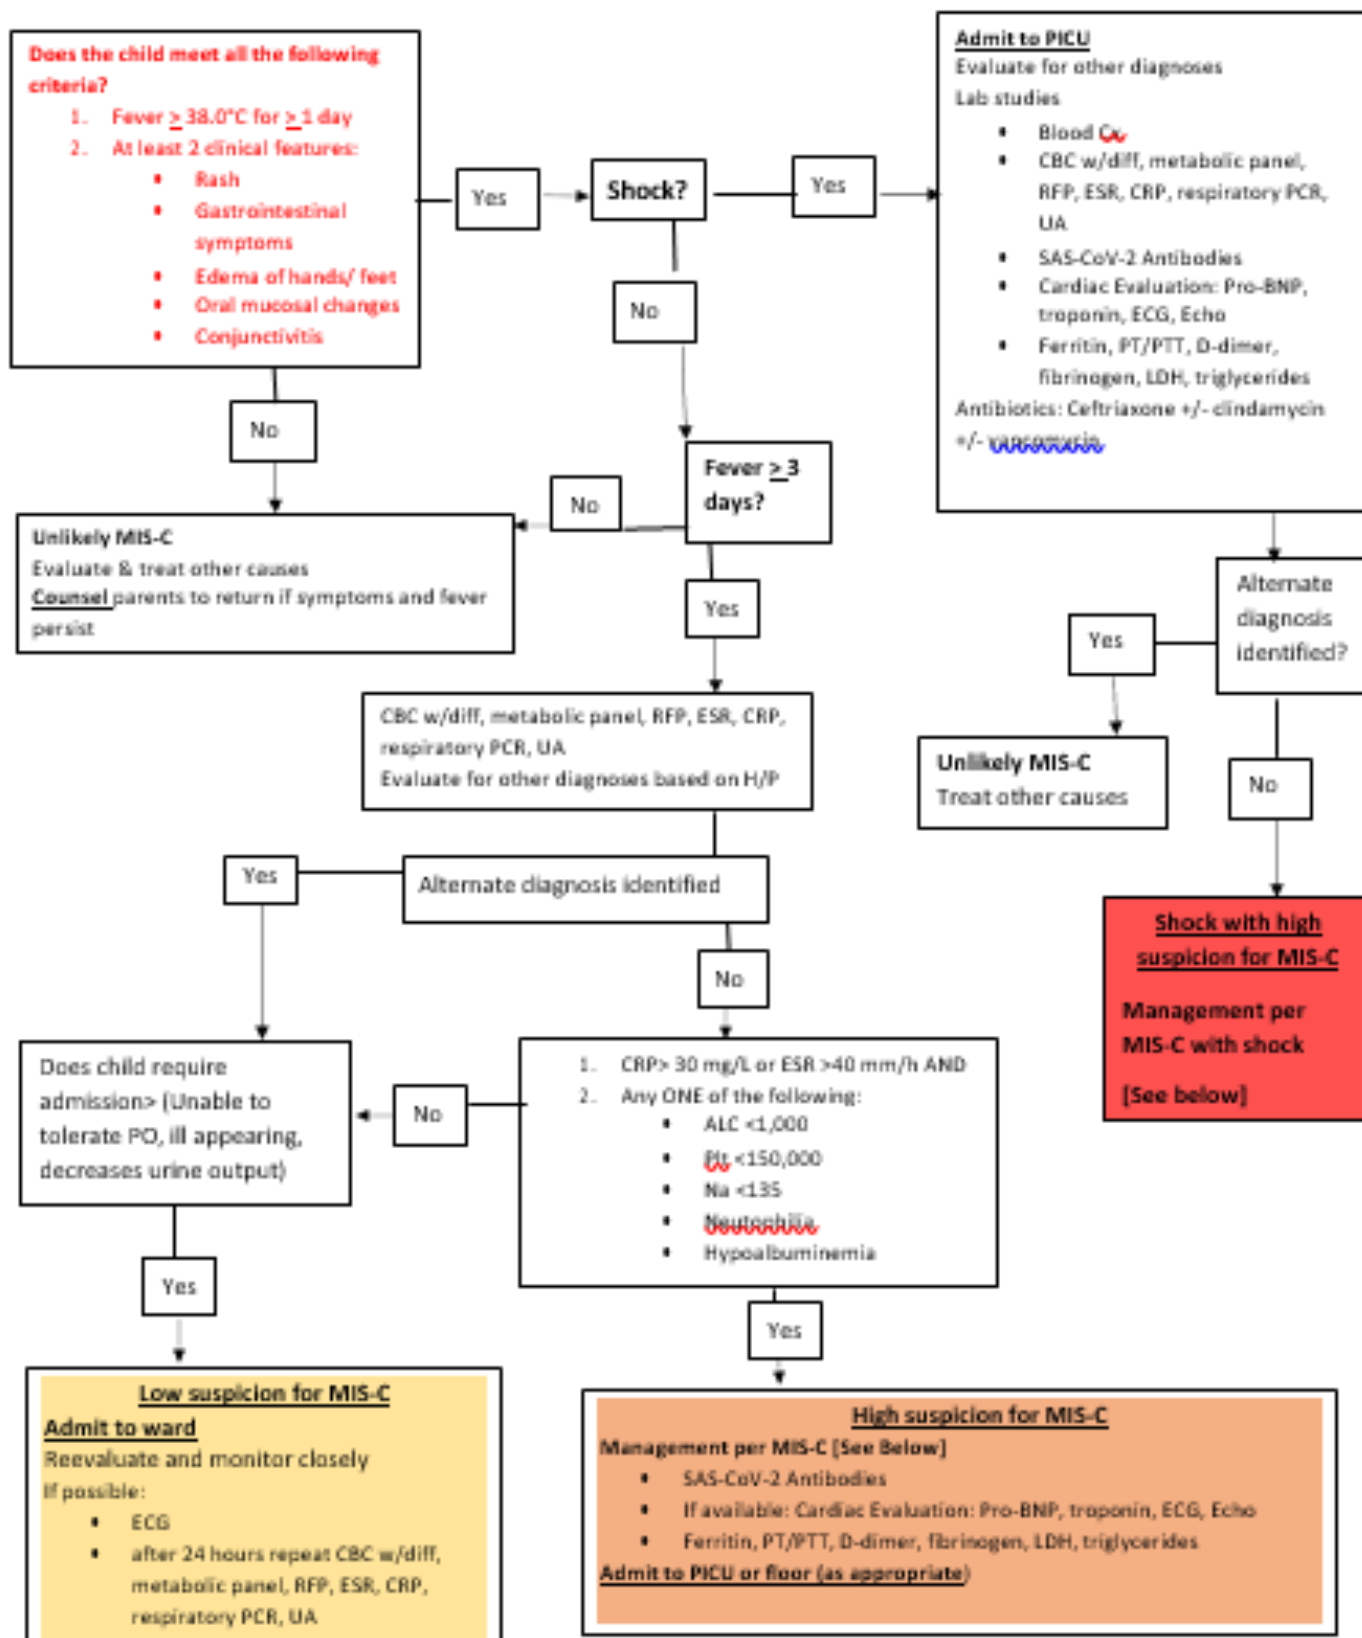 Does the child meet all the following
criteria?
1. Fever ≥ 38.0°C for ≥ 1 day
2. At least 2 clinical features:
• Rash
• Gastrointestinal
symptoms
• Edema of hands/ feet
• Oral mucosal changes
• Conjunctivitis
Yes
Shock?
Yes
Admit to PICU
Evaluate for other diagnoses
Lab studies
• Blood Cx
• CBC w/diff, metabolic panel,
RFP, ESR, CRP, respiratory PCR,
UA
• SAS-CoV-2 Antibodies
• Cardiac Evaluation: Pro-BNP,
troponin, ECG, Echo
• Ferritin, PT/PTT, D-dimer,
fibrinogen, LDH, triglycerides
Antibiotics: Ceftriaxone +/- clindamycin
+/- vancomycin
No
No
Fever ≥ 3
days?
No
Unlikely MIS-C
Evaluate & treat other causes
Counsel parents to return if symptoms and fever
persist
Yes
Alternate
diagnosis
identified?
Yes
Unlikely MIS-C
Treat other causes
No
CBC w/diff, metabolic panel, RFP, ESR, CRP,
respiratory PCR, UA
Evaluate for other diagnoses based on H/P
Yes
Alternate diagnosis identified
No
Shock with high
suspicion for MIS-C
Management per
MIS-C with shock
[See below]
Does child require
admission> (Unable to
tolerate PO, ill appearing,
decreases urine output)
No
1. CRP> 30 mg/L or ESR >40 mm/h AND
2. Any ONE of the following:
• ALC <1,000
• Plt <150,000
• Na <135
• Neutophilia
• Hypoalbuminemia
Yes
Yes
Low suspicion for MIS-C
Admit to ward
Reevaluate and monitor closely
If possible:
• ECG
• after 24 hours repeat CBC w/diff,
metabolic panel, RFP, ESR, CRP,
respiratory PCR, UA
High suspicion for MIS-C
Management per MIS-C [See Below]
• SAS-CoV-2 Antibodies
• If available: Cardiac Evaluation: Pro-BNP, troponin, ECG, Echo
• Ferritin, PT/PTT, D-dimer, fibrinogen, LDH, triglycerides
Admit to PICU or floor (as appropriate)